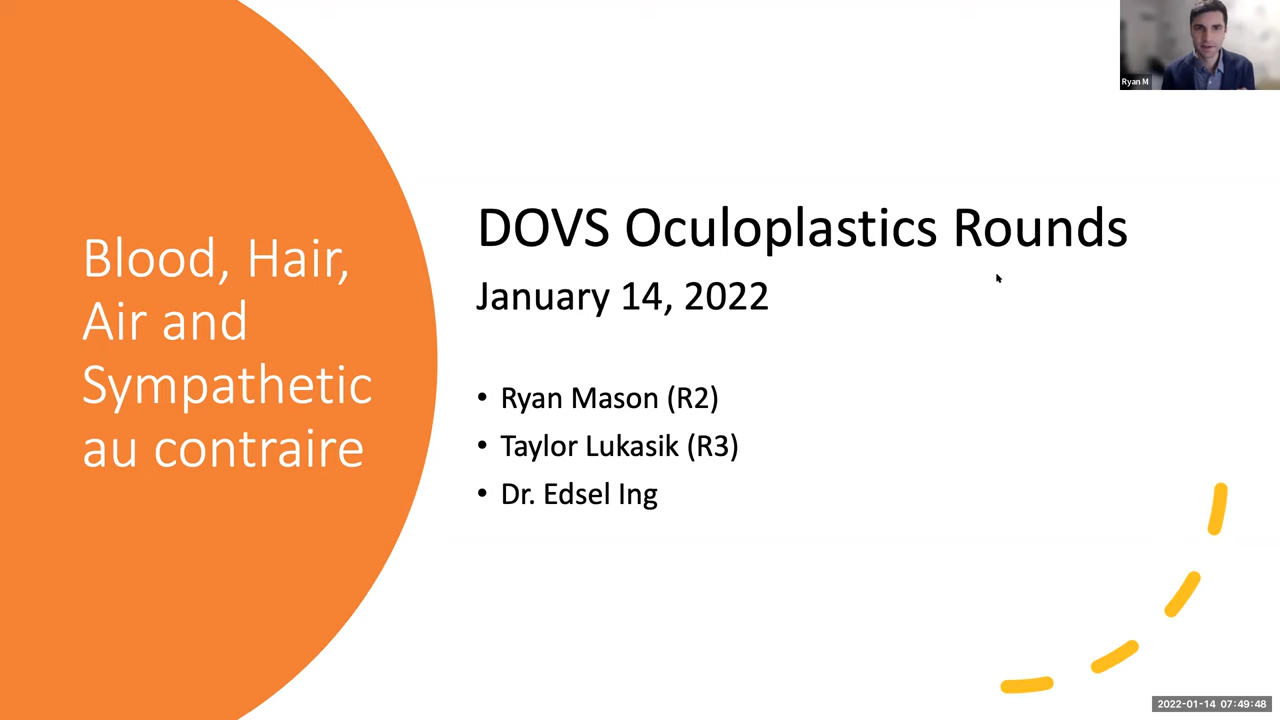 Blood, Hair,
Air and
Sympathetic
au contraire
DOVS Oculoplastics Rounds
January 14, 2022
• Ryan Mason (R2)
• Taylor Lukasik (R3)
• Dr. Edsel Ing
Ryan M
2022-01-14 07:49:48